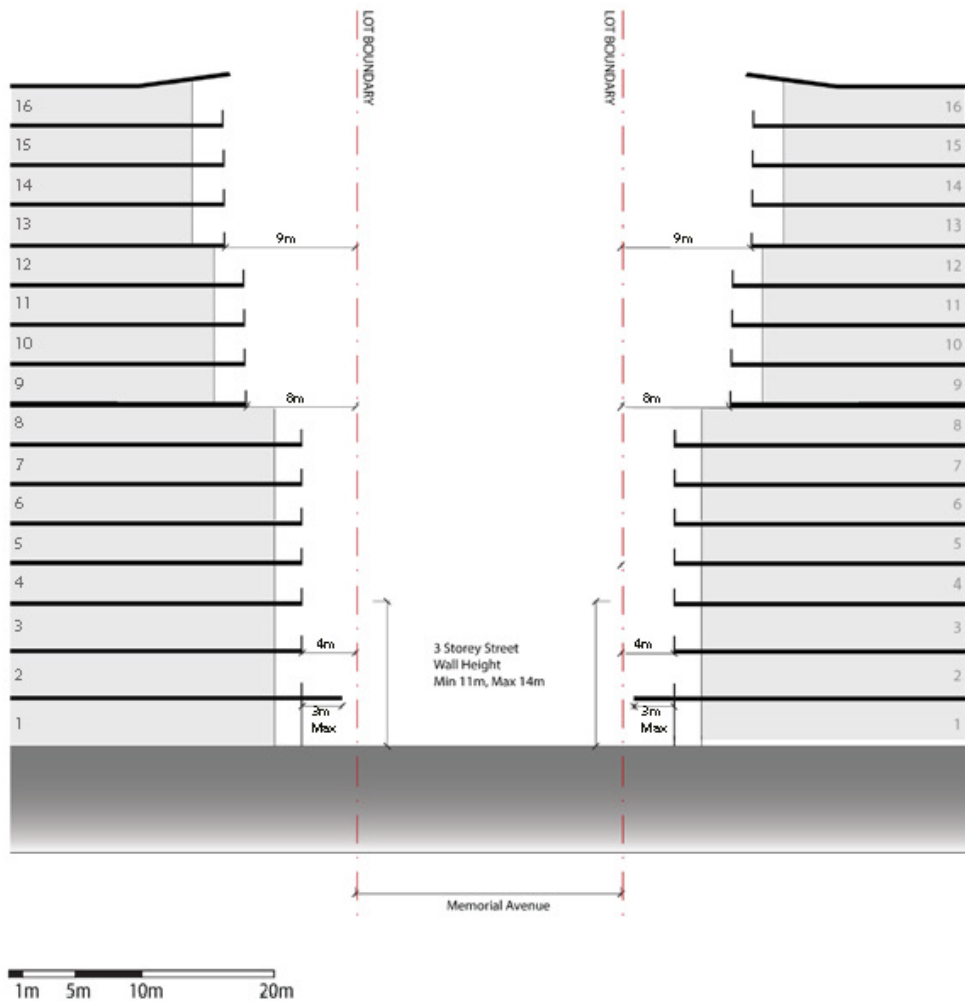 LOT BOUNDARY
LOT BOUNDARY
16
16
15
15
14
14
13
13
9m
9m
12
12
11
11
10
10
9
9
8m
8m
8
8
7
7
6
6
5
5
4
4
3
3
4m
4m
3 Storey Street
Wall Height
Min 11m, Max 14m
2
2
3m
Max
3m
Max
1
1
Memorial Avenue
1m 5m 10m 20m